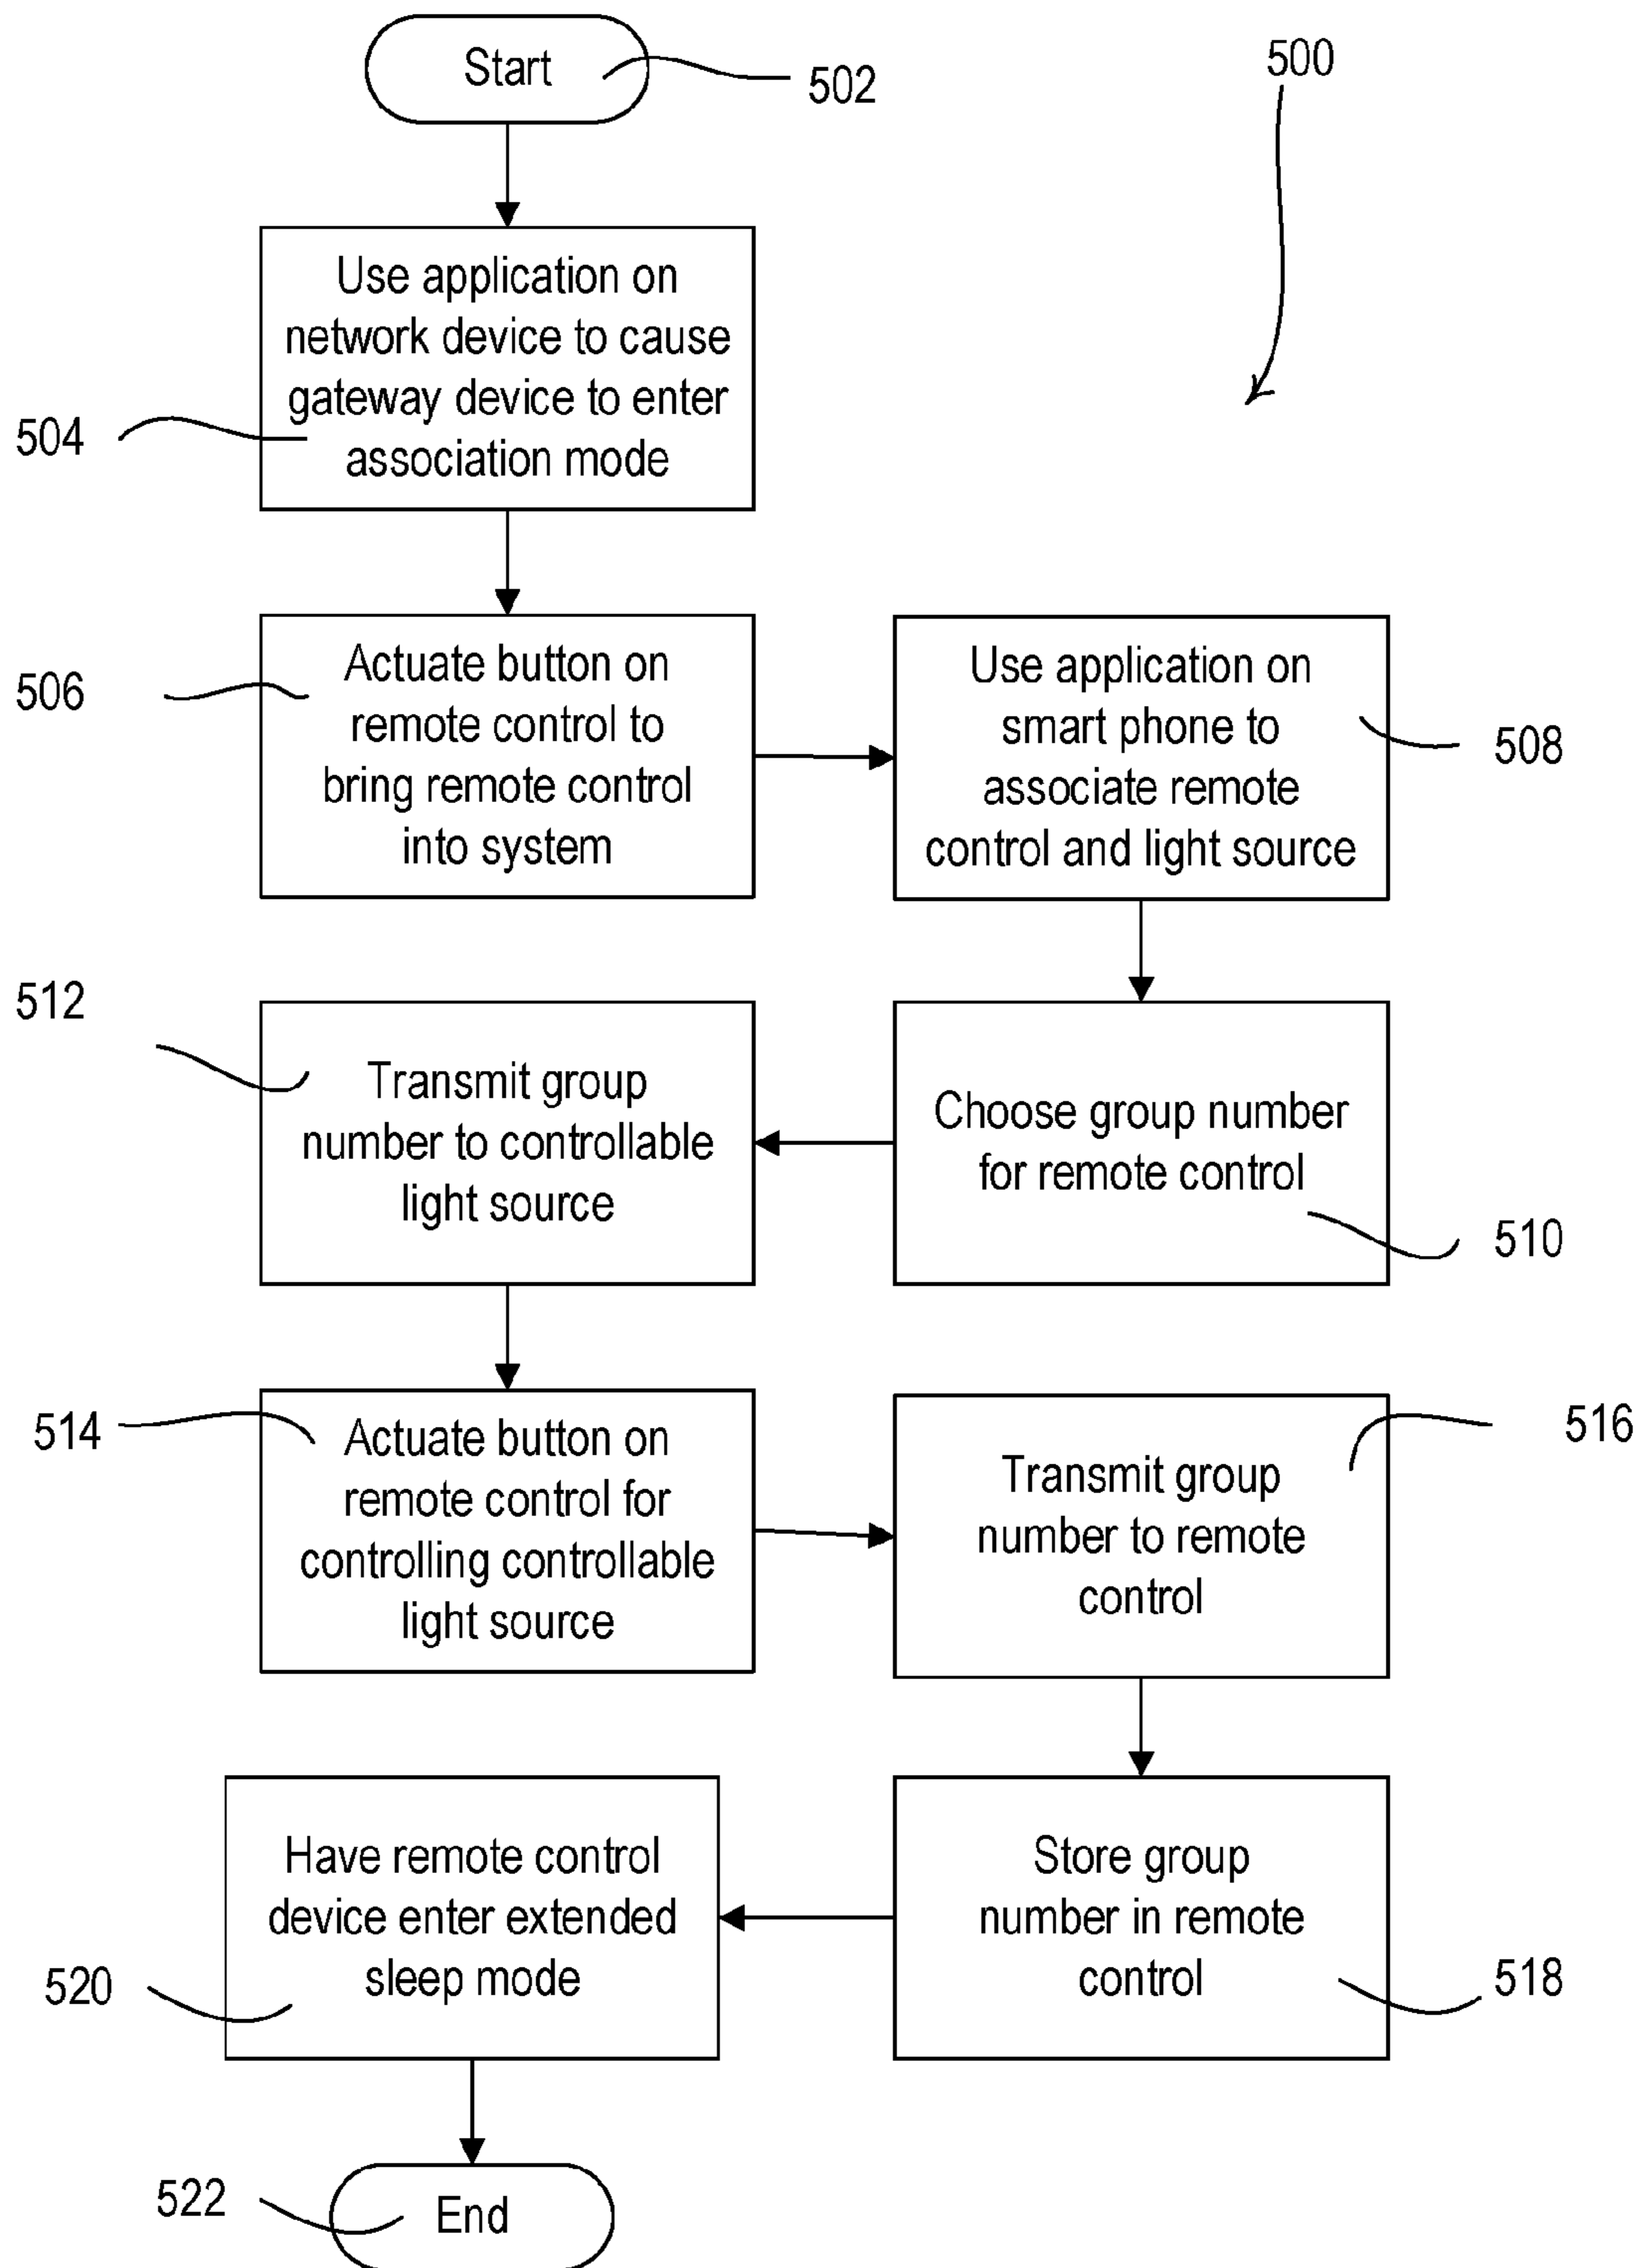 Start
502
500
Use application on
network device to cause
gateway device to enter
association mode
504
Actuate button on
remote control to
bring remote control
into system
506
Use application on
smart phone to
associate remote
control and light source
508
Choose group number
for remote control
510
512
Transmit group
number to controllable
light source
514
Actuate button on
remote control for
controlling controllable
light source
516
Transmit group
number to remote
control
Store group
number in remote
control
518
Have remote control
device enter extended
sleep mode
520
522
End